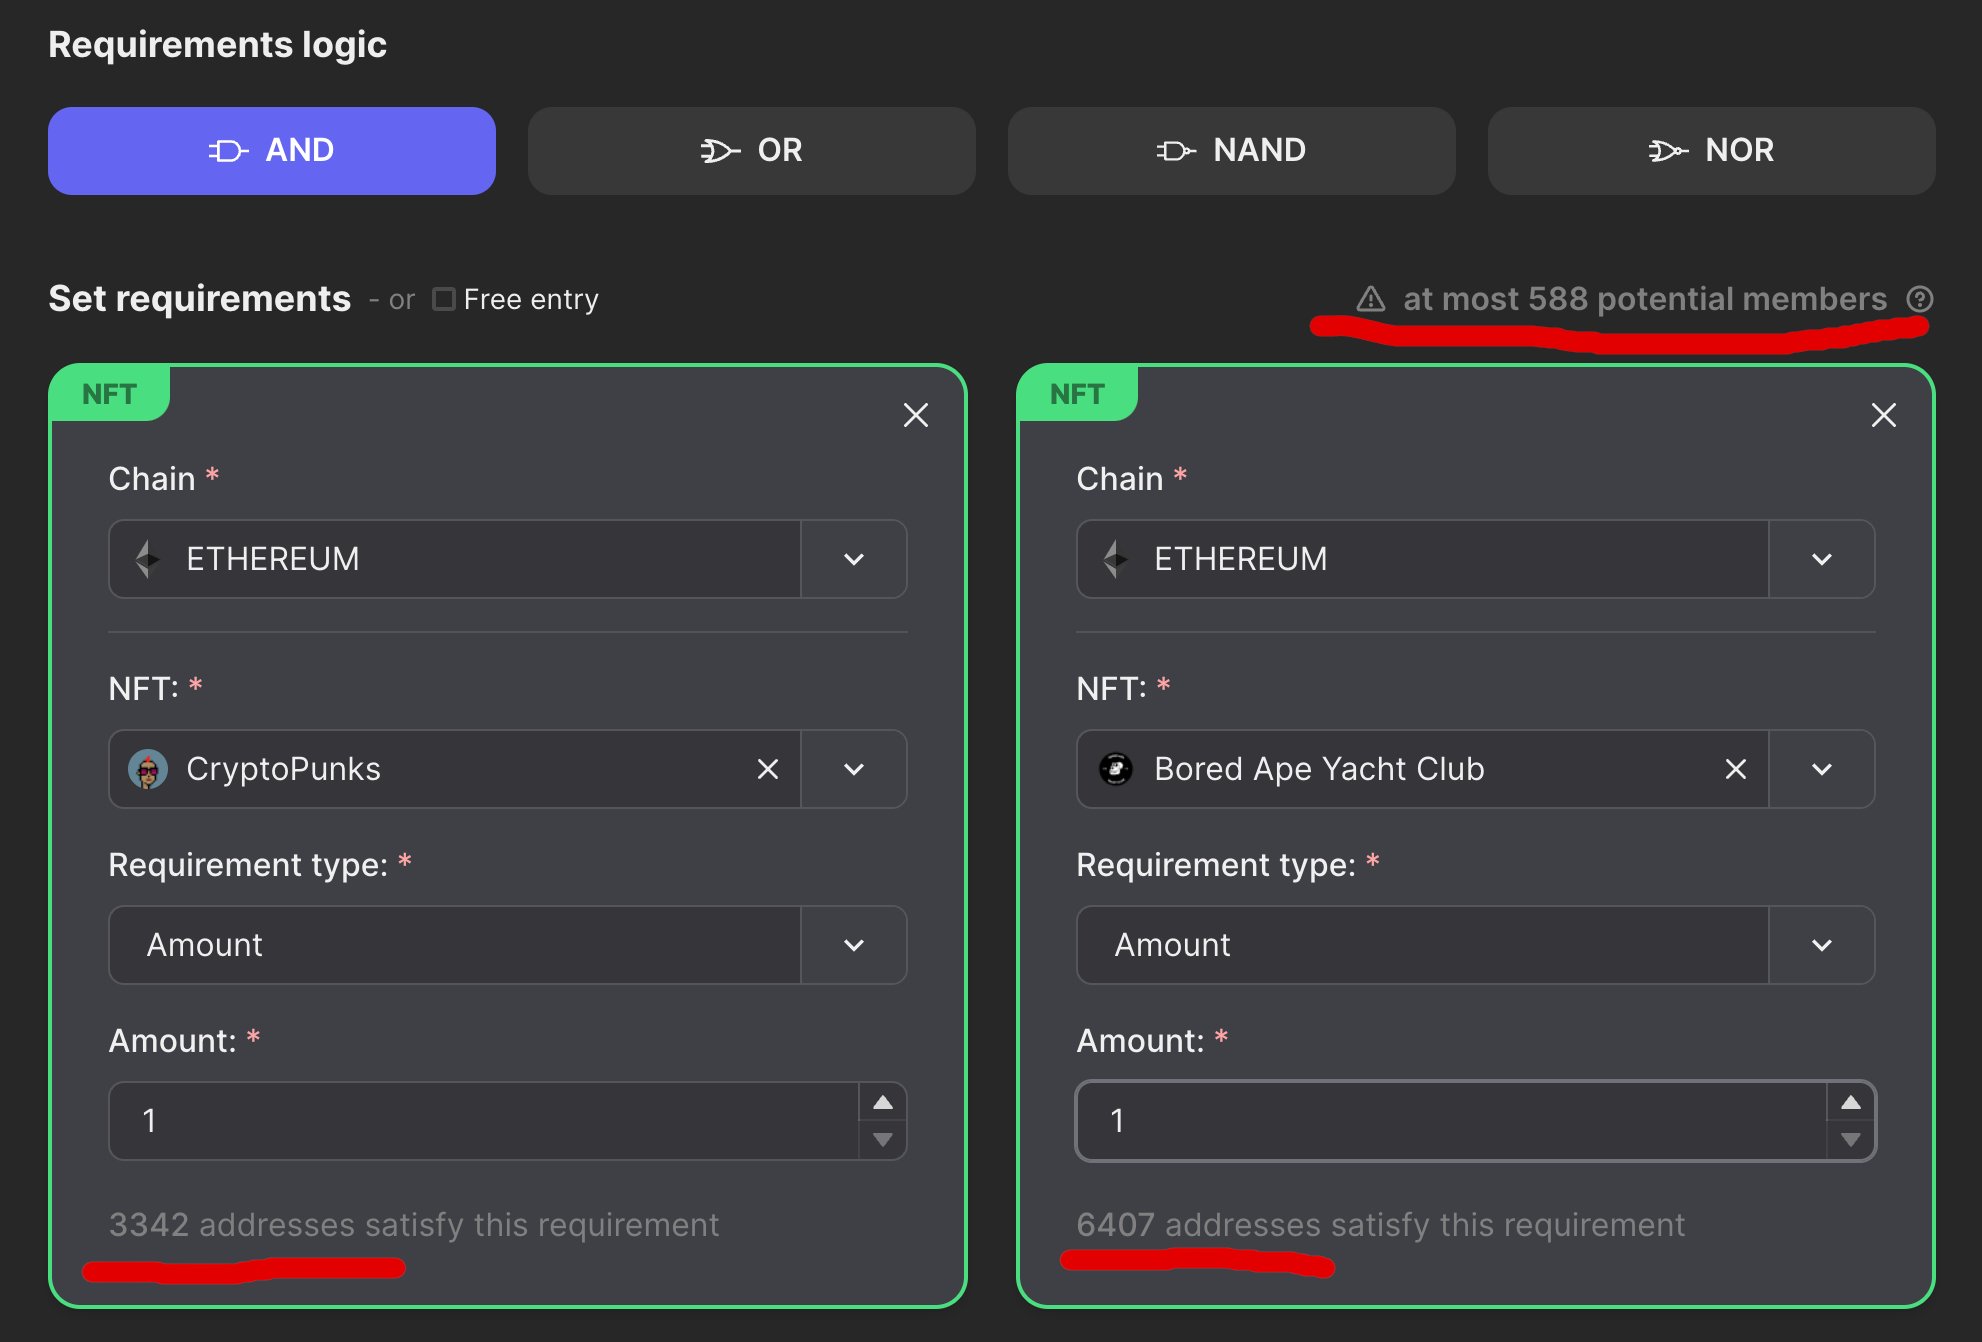 Requirements logic
AND
OR
NAND
NOR
Set requirements - or Free entry
at most 588 potential members
NFT
Chain *
ETHEREUM
NFT: *
CryptoPunks
Requirement type: *
Amount
Amount: *
1
3342 addresses satisfy this requirement
NFT
Chain *
ETHEREUM
NFT: *
Bored Ape Yacht Club
Requirement type: *
Amount
Amount: *
1
6407 addresses satisfy this requirement